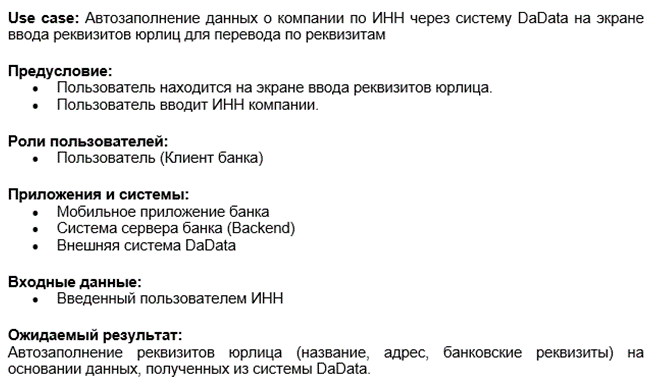 Use case: Автозаполнение данных о компании по ИНН через систему DaData на экране
ввода реквизитов юрлиц для перевода по реквизитам
Предусловие:
• Пользователь находится на экране ввода реквизитов юрлица.
• Пользователь вводит ИНН компании.
Роли пользователей:
• Пользователь (Клиент банка)
Приложения и системы:
• Мобильное приложение банка
• Система сервера банка (Backend)
• Внешняя система DaData
Входные данные:
• Введенный пользователем ИНН
Ожидаемый результат:
Автозаполнение реквизитов юрлица (название, адрес, банковские реквизиты) на
основании данных, полученных из системы DaData.